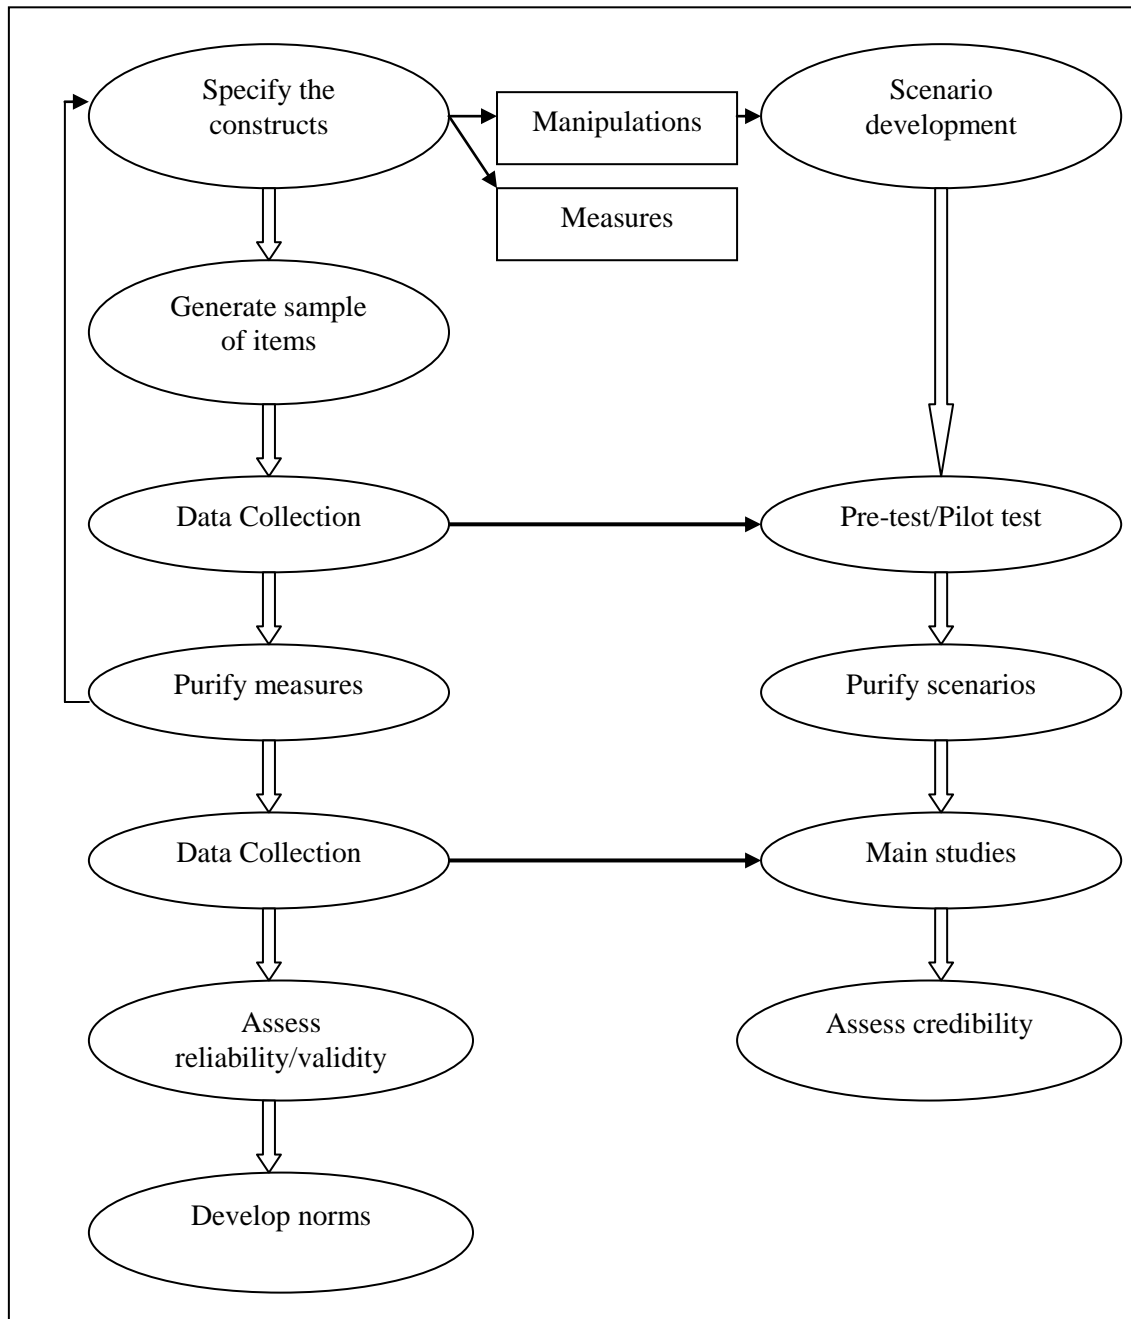 Specify the
constructs
Manipulations
Scenario
development
Measures
Generate sample
of items
Data Collection
Pre-test/Pilot test
Purify measures
Purify scenarios
Data Collection
Main studies
Assess
reliability/validity
Assess credibility
Develop norms